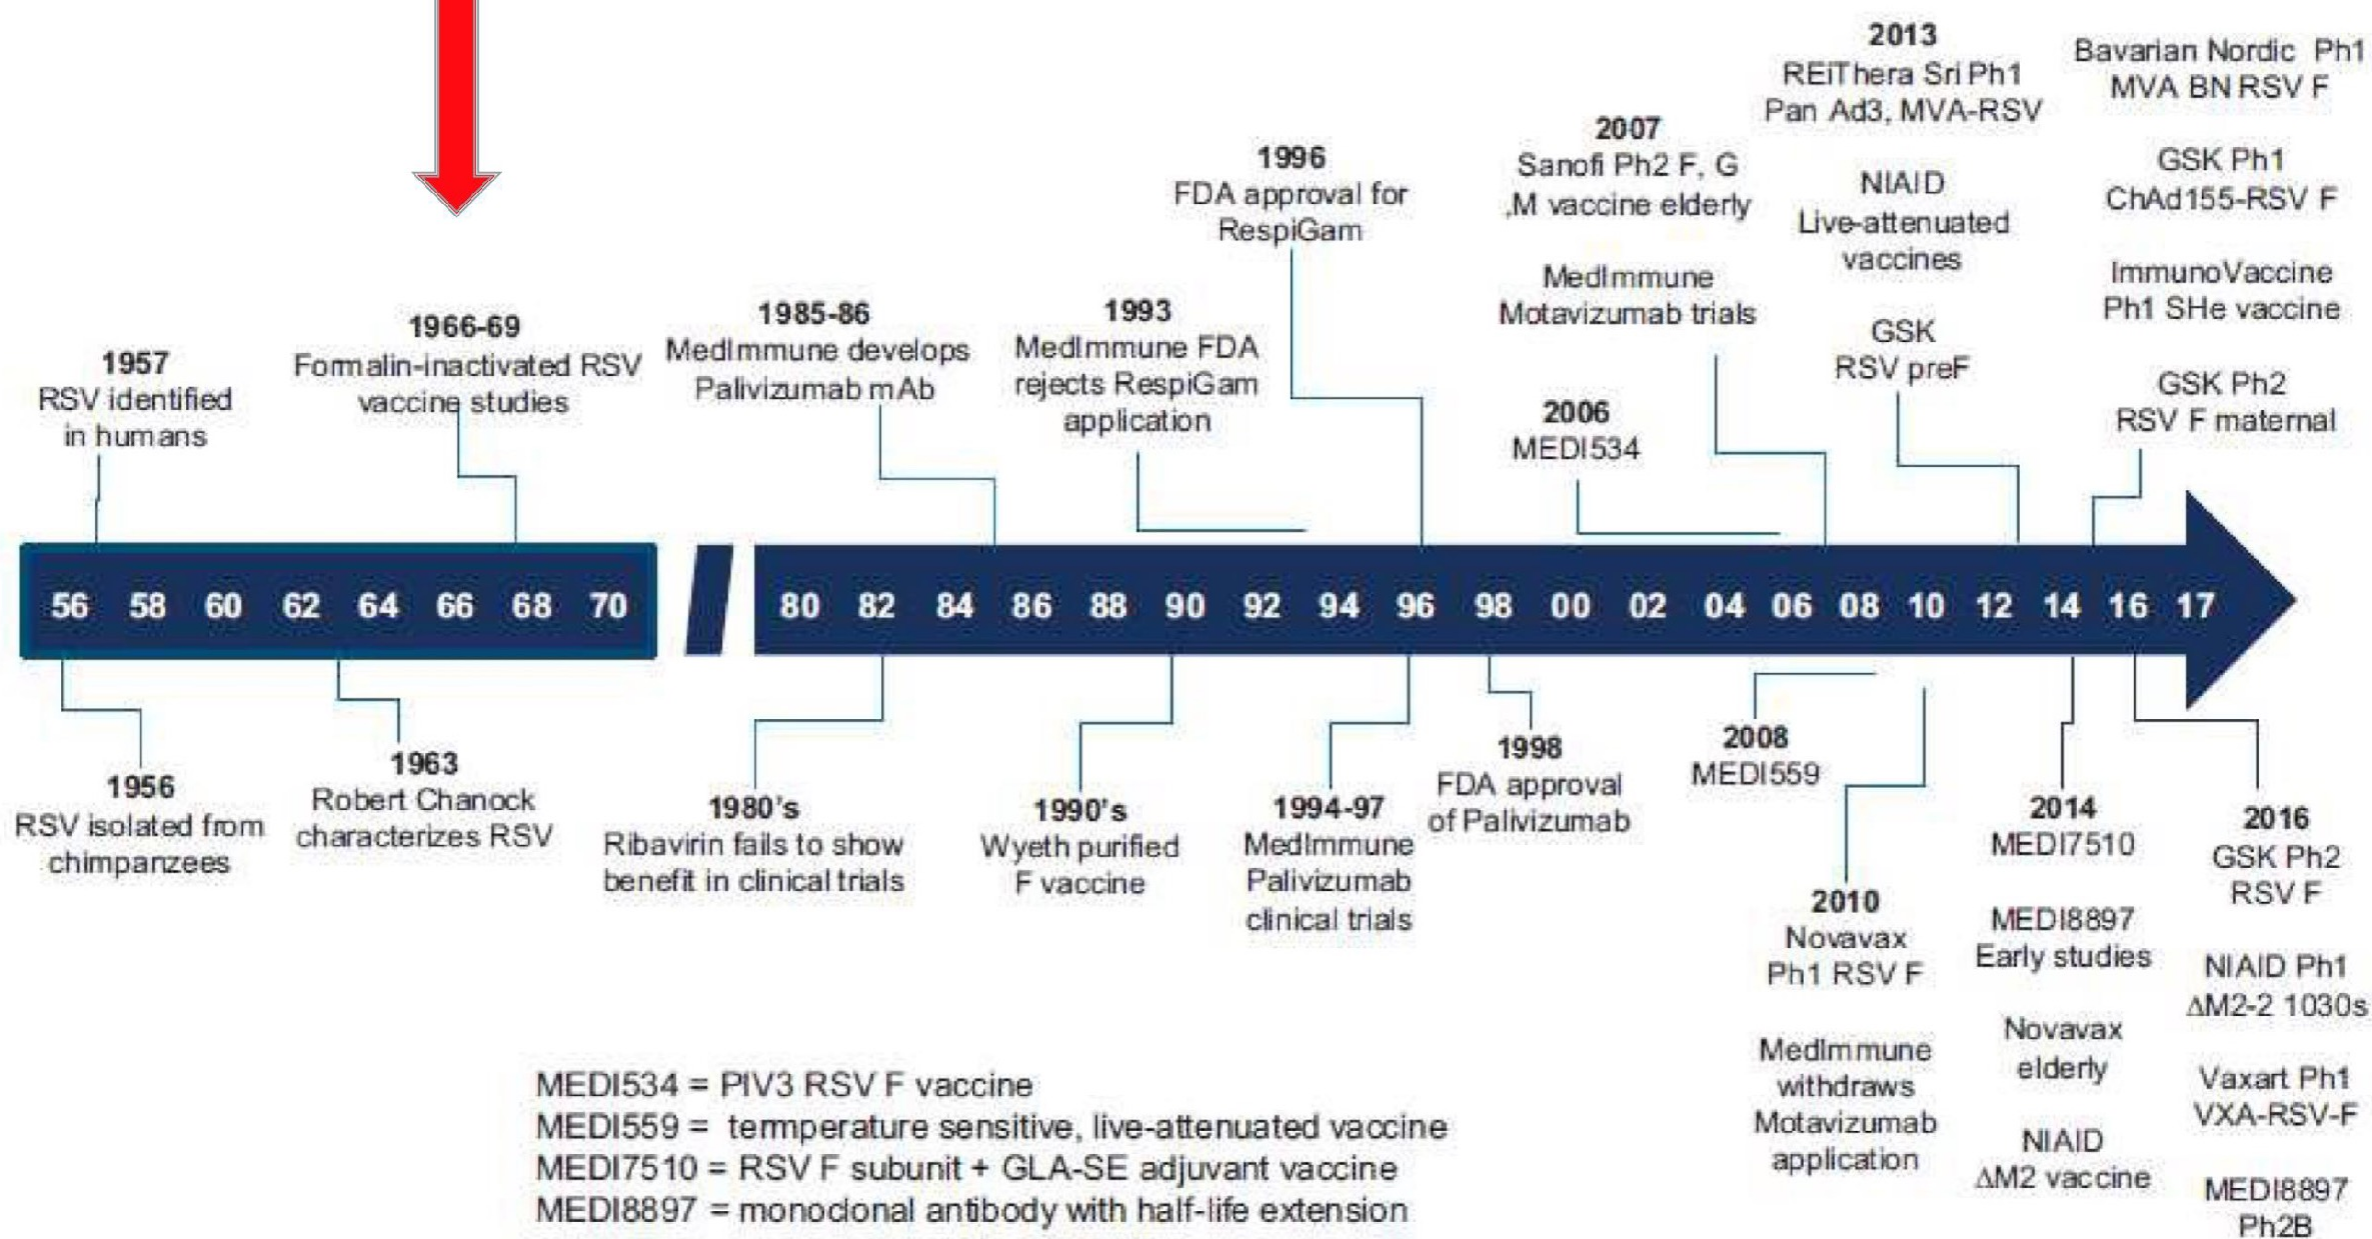 1957
RSV identified
in humans
1966-69
Formalin-inactivated RSV
vaccine studies
1985-86
MedImmune develops
Palivizumab mAb
1993
MedImmune FDA
rejects RespiGam
application
1996
FDA approval for
RespiGam
2006
MEDI534
2007
Sanofi Ph2 F, G
,M vaccine elderly
MedImmune
Motavizumab trials
2013
REiThera Srl Ph1
Pan Ad3, MVA-RSV
NIAID
Live-attenuated
vaccines
GSK
RSV preF
Bavarian Nordic Ph1
MVA BN RSV F
GSK Ph1
ChAd155-RSV F
ImmunoVaccine
Ph1 SHe vaccine
GSK Ph2
RSV F maternal
56 58 60 62 64 66 68 70 80 82 84 86 88 90 92 94 96 98 00 02 04 06 08 10 12 14 16 17
1956
RSV isolated from
chimpanzees
1963
Robert Chanock
characterizes RSV
1980's
Ribavirin fails to show
benefit in clinical trials
1990's
Wyeth purified
F vaccine
1994-97
MedImmune
Palivizumab
clinical trials
1998
FDA approval
of Palivizumab
2008
MEDI559
2010
Novavax
Ph1 RSV F
MedImmune
withdraws
Motavizumab
application
2014
MEDI7510
MEDI8897
Early studies
Novavax
elderly
NIAID
ΔM2 vaccine
2016
GSK Ph2
RSV F
NIAID Ph1
ΔM2-2 1030s
Vaxart Ph1
VXA-RSV-F
MEDI8897
Ph2B
MEDI534 = PIV3 RSV F vaccine
MEDI559 = termperature sensitive, live-attenuated vaccine
MEDI7510 = RSV F subunit + GLA-SE adjuvant vaccine
MEDI8897 = monoclonal antibody with half-life extension